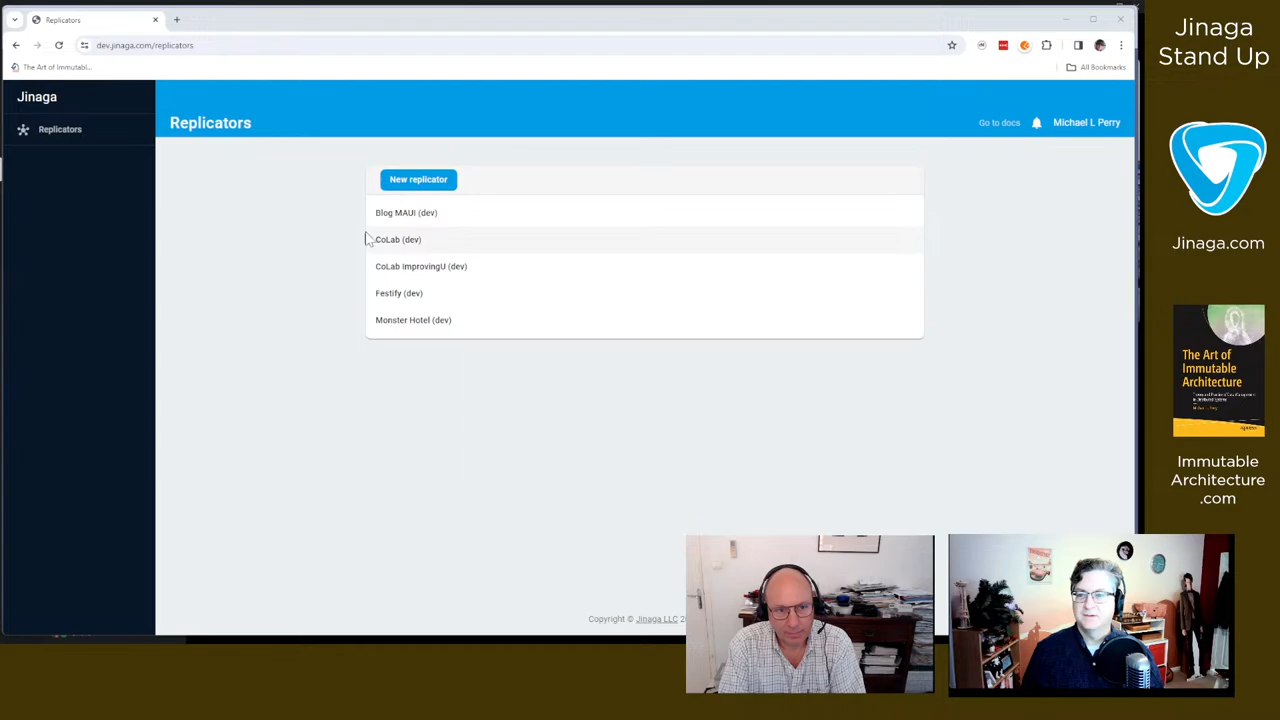 Replicators
dev.jinaga.com/replicators
The Art of Immutabl...
All Bookmarks
Jinaga
Replicators
Replicators
Go to docs
Michael L Perry
New replicator
Blog MAUI (dev)
CoLab (dev)
CoLab ImprovingU (dev)
Festify (dev)
Monster Hotel (dev)
Copyright © Jinaga LLC 2
Jinaga
Stand Up
Jinaga.com
The Art of
Immutable
Architecture
Immutable
Architecture
.com